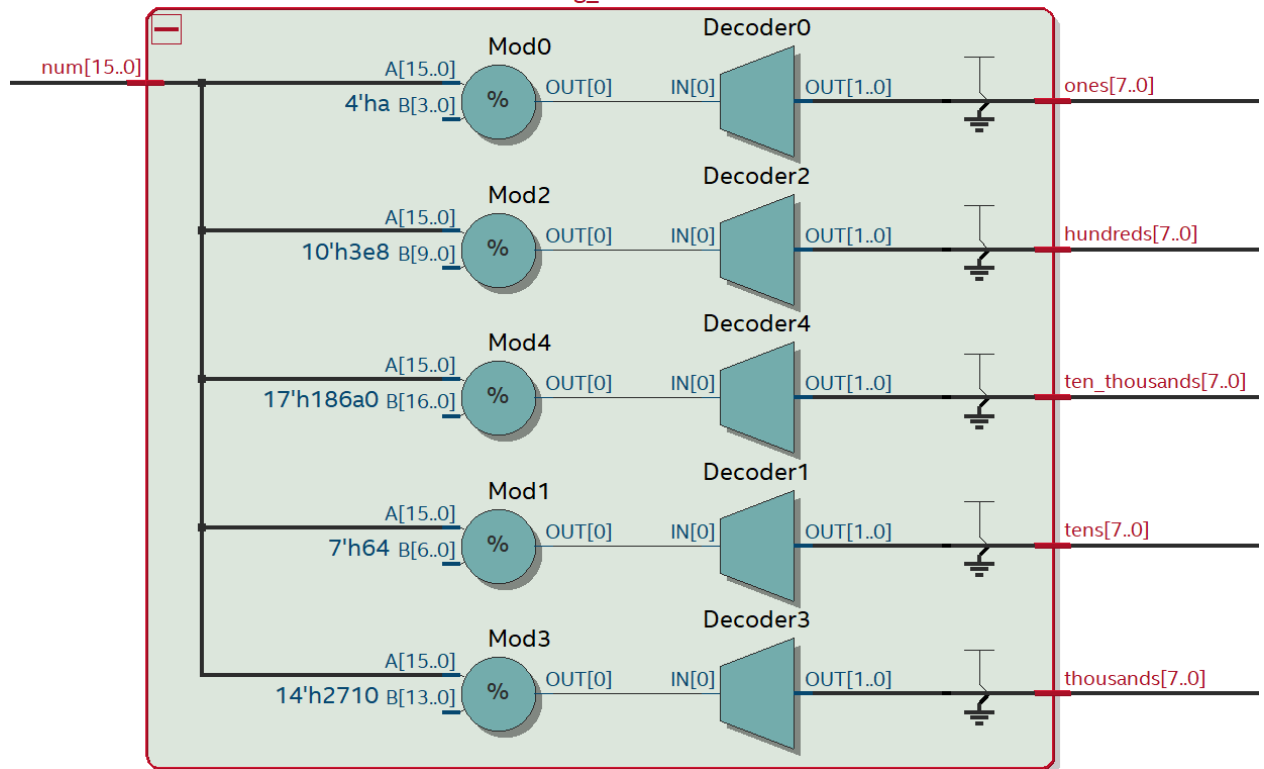 num[15..0]
Mod0
Decoder0
A[15..0]
4'ha B[3..0]
%
OUT[0]
IN[0]
OUT[1..0]
ones[7..0]
Mod2
Decoder2
A[15..0]
10'h3e8 B[9..0]
%
OUT[0]
IN[0]
OUT[1..0]
hundreds[7..0]
Mod4
Decoder4
A[15..0]
17'h186a0 B[16..0]
%
OUT[0]
IN[0]
OUT[1..0]
ten_thousands[7..0]
Mod1
Decoder1
A[15..0]
7'h64 B[6..0]
%
OUT[0]
IN[0]
OUT[1..0]
tens[7..0]
Mod3
Decoder3
A[15..0]
14'h2710 B[13..0]
%
OUT[0]
IN[0]
OUT[1..0]
thousands[7..0]